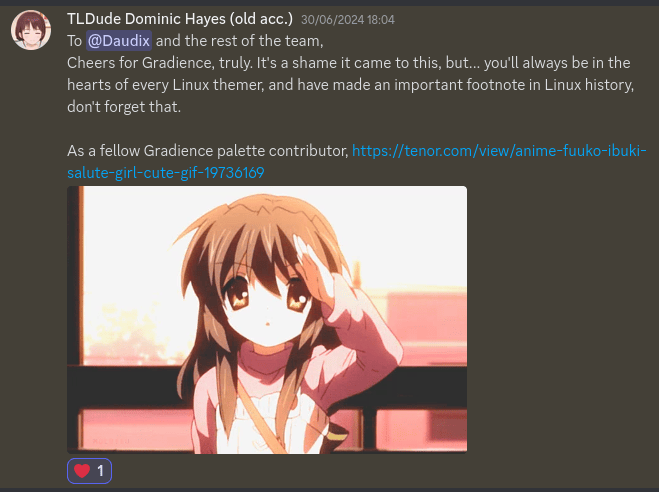 TLDude Dominic Hayes (old acc.) 30/06/2024 18:04
To @Daudix and the rest of the team,
Cheers for Gradience, truly. It's a shame it came to this, but... you'll always be in the
hearts of every Linux themer, and have made an important footnote in Linux history,
don't forget that.
As a fellow Gradience palette contributor, https://tenor.com/view/anime-fuuko-ibuki-
salute-girl-cute-gif-19736169
1